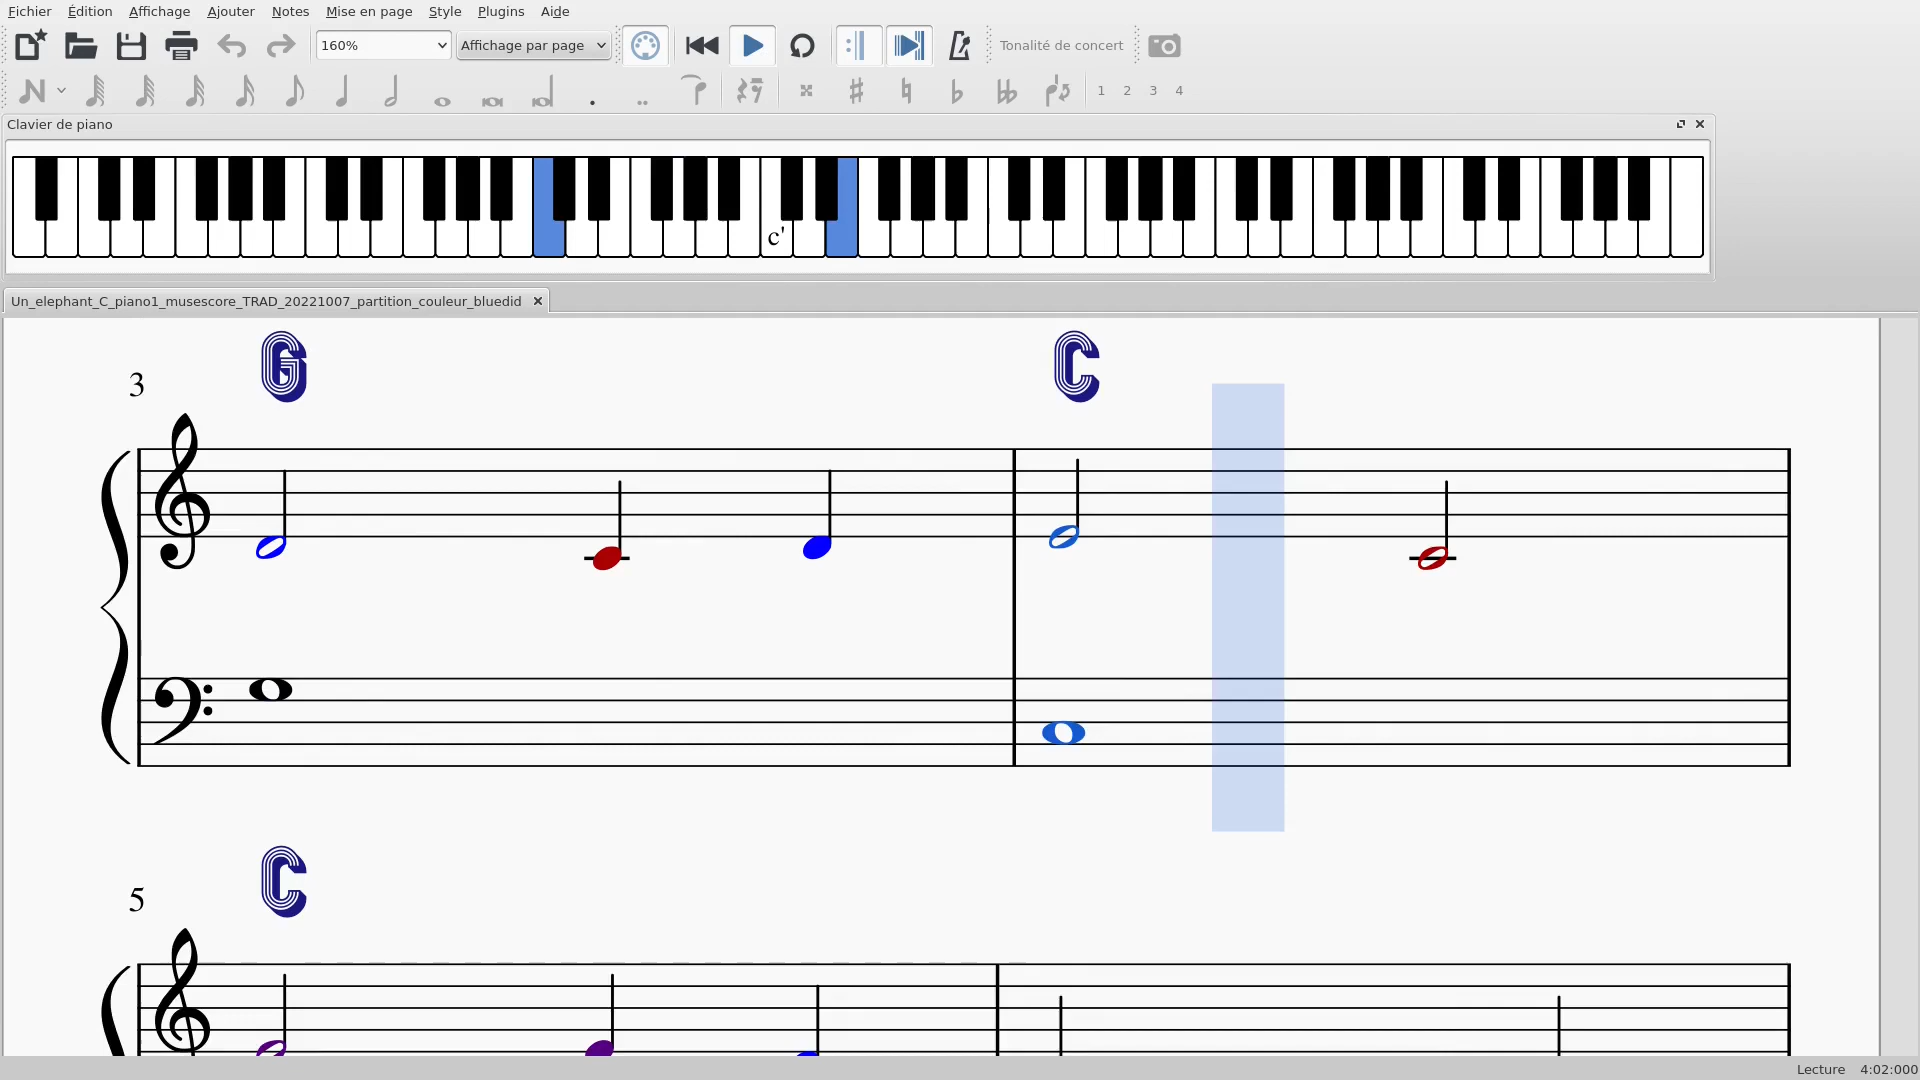 Fichier Édition Affichage Ajouter Notes Mise en page Style Plugins Aide
160% Affichage par page Tonalité de concert
1 2 3 4
Clavier de piano
c'
Un_elephant_C_piano1_musescore_TRAD_20221007_partition_couleur_bluedid
G C
3
C
5
Lecture 4:02:000